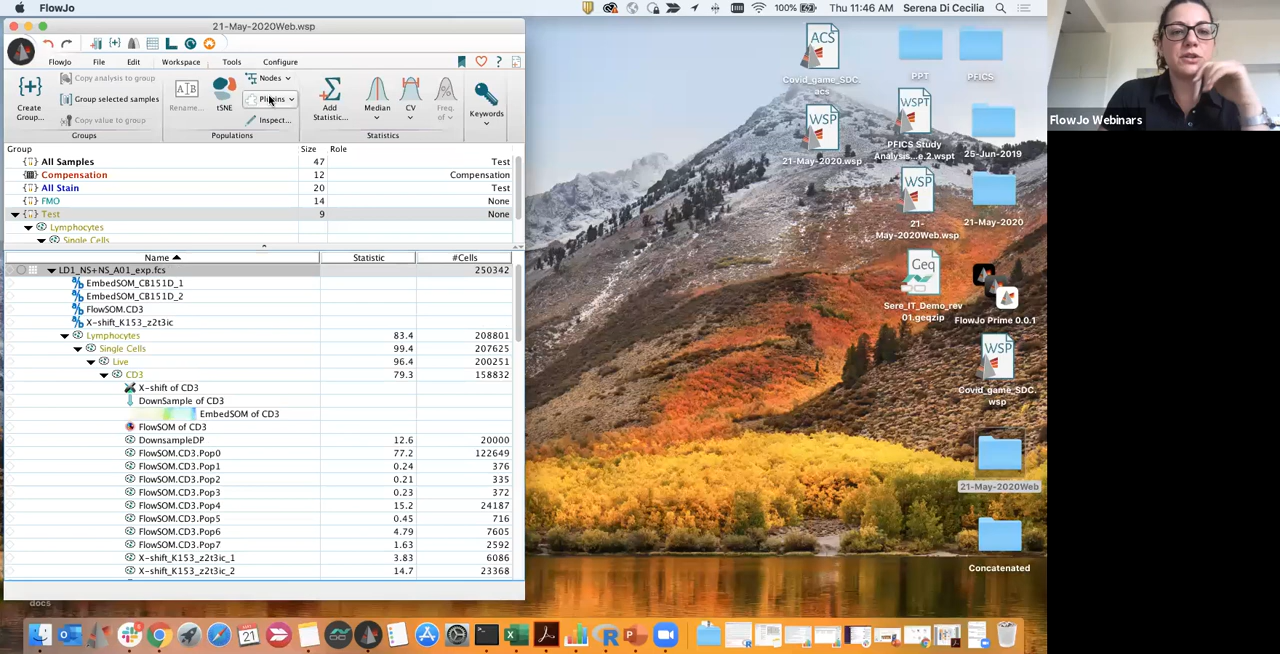 FlowJo
Thu 11:46 AM Serena Di Cecilia
100%
21-May-2020Web.wsp
FlowJo File Edit Workspace Tools Configure
Create Group...
Copy analysis to group
Group selected samples
Copy value to group
Groups
Rename...
tSNE
Nodes
Plugins
Inspect...
Populations
Add Statistic...
Median
CV
Freq. of
Statistics
Keywords
Group Size Role
All Samples 47 Test
Compensation 12 Compensation
All Stain 20 Test
FMO 14 None
Test 9 None
Lymphocytes
Single Cells
Name Statistic #Cells
LD1_NS+NS_A01_exp.fcs 250342
EmbedSOM_CB151D_1
EmbedSOM_CB151D_2
FlowSOM.CD3
X-shift_K153_z2t3ic
Lymphocytes 83.4 208801
Single Cells 99.4 207625
Live 96.4 200251
CD3 79.3 158832
X-shift of CD3
DownSample of CD3
EmbedSOM of CD3
FlowSOM of CD3
DownsampleDP 12.6 20000
FlowSOM.CD3.Pop0 77.2 122649
FlowSOM.CD3.Pop1 0.24 376
FlowSOM.CD3.Pop2 0.21 335
FlowSOM.CD3.Pop3 0.23 372
FlowSOM.CD3.Pop4 15.2 24187
FlowSOM.CD3.Pop5 0.45 716
FlowSOM.CD3.Pop6 4.79 7605
FlowSOM.CD3.Pop7 1.63 2592
X-shift_K153_z2t3ic_1 3.83 6086
X-shift_K153_z2t3ic_2 14.7 23368
docs
ACS
Covid_game_SDC.
acs
PPT
PFICS
WSP
21-May-2020.wsp
WSPT
PFICS Study
Analysis...e.2.wspt
25-Jun-2019
WSP
21-
May-2020Web.wsp
21-May-2020
Geq
Sere_IT_Demo_rev
01.geqzip
FlowJo Prime 0.0.1
WSP
Covid_game_SDC.
wsp
21-May-2020Web
Concatenated
FlowJo Webinars